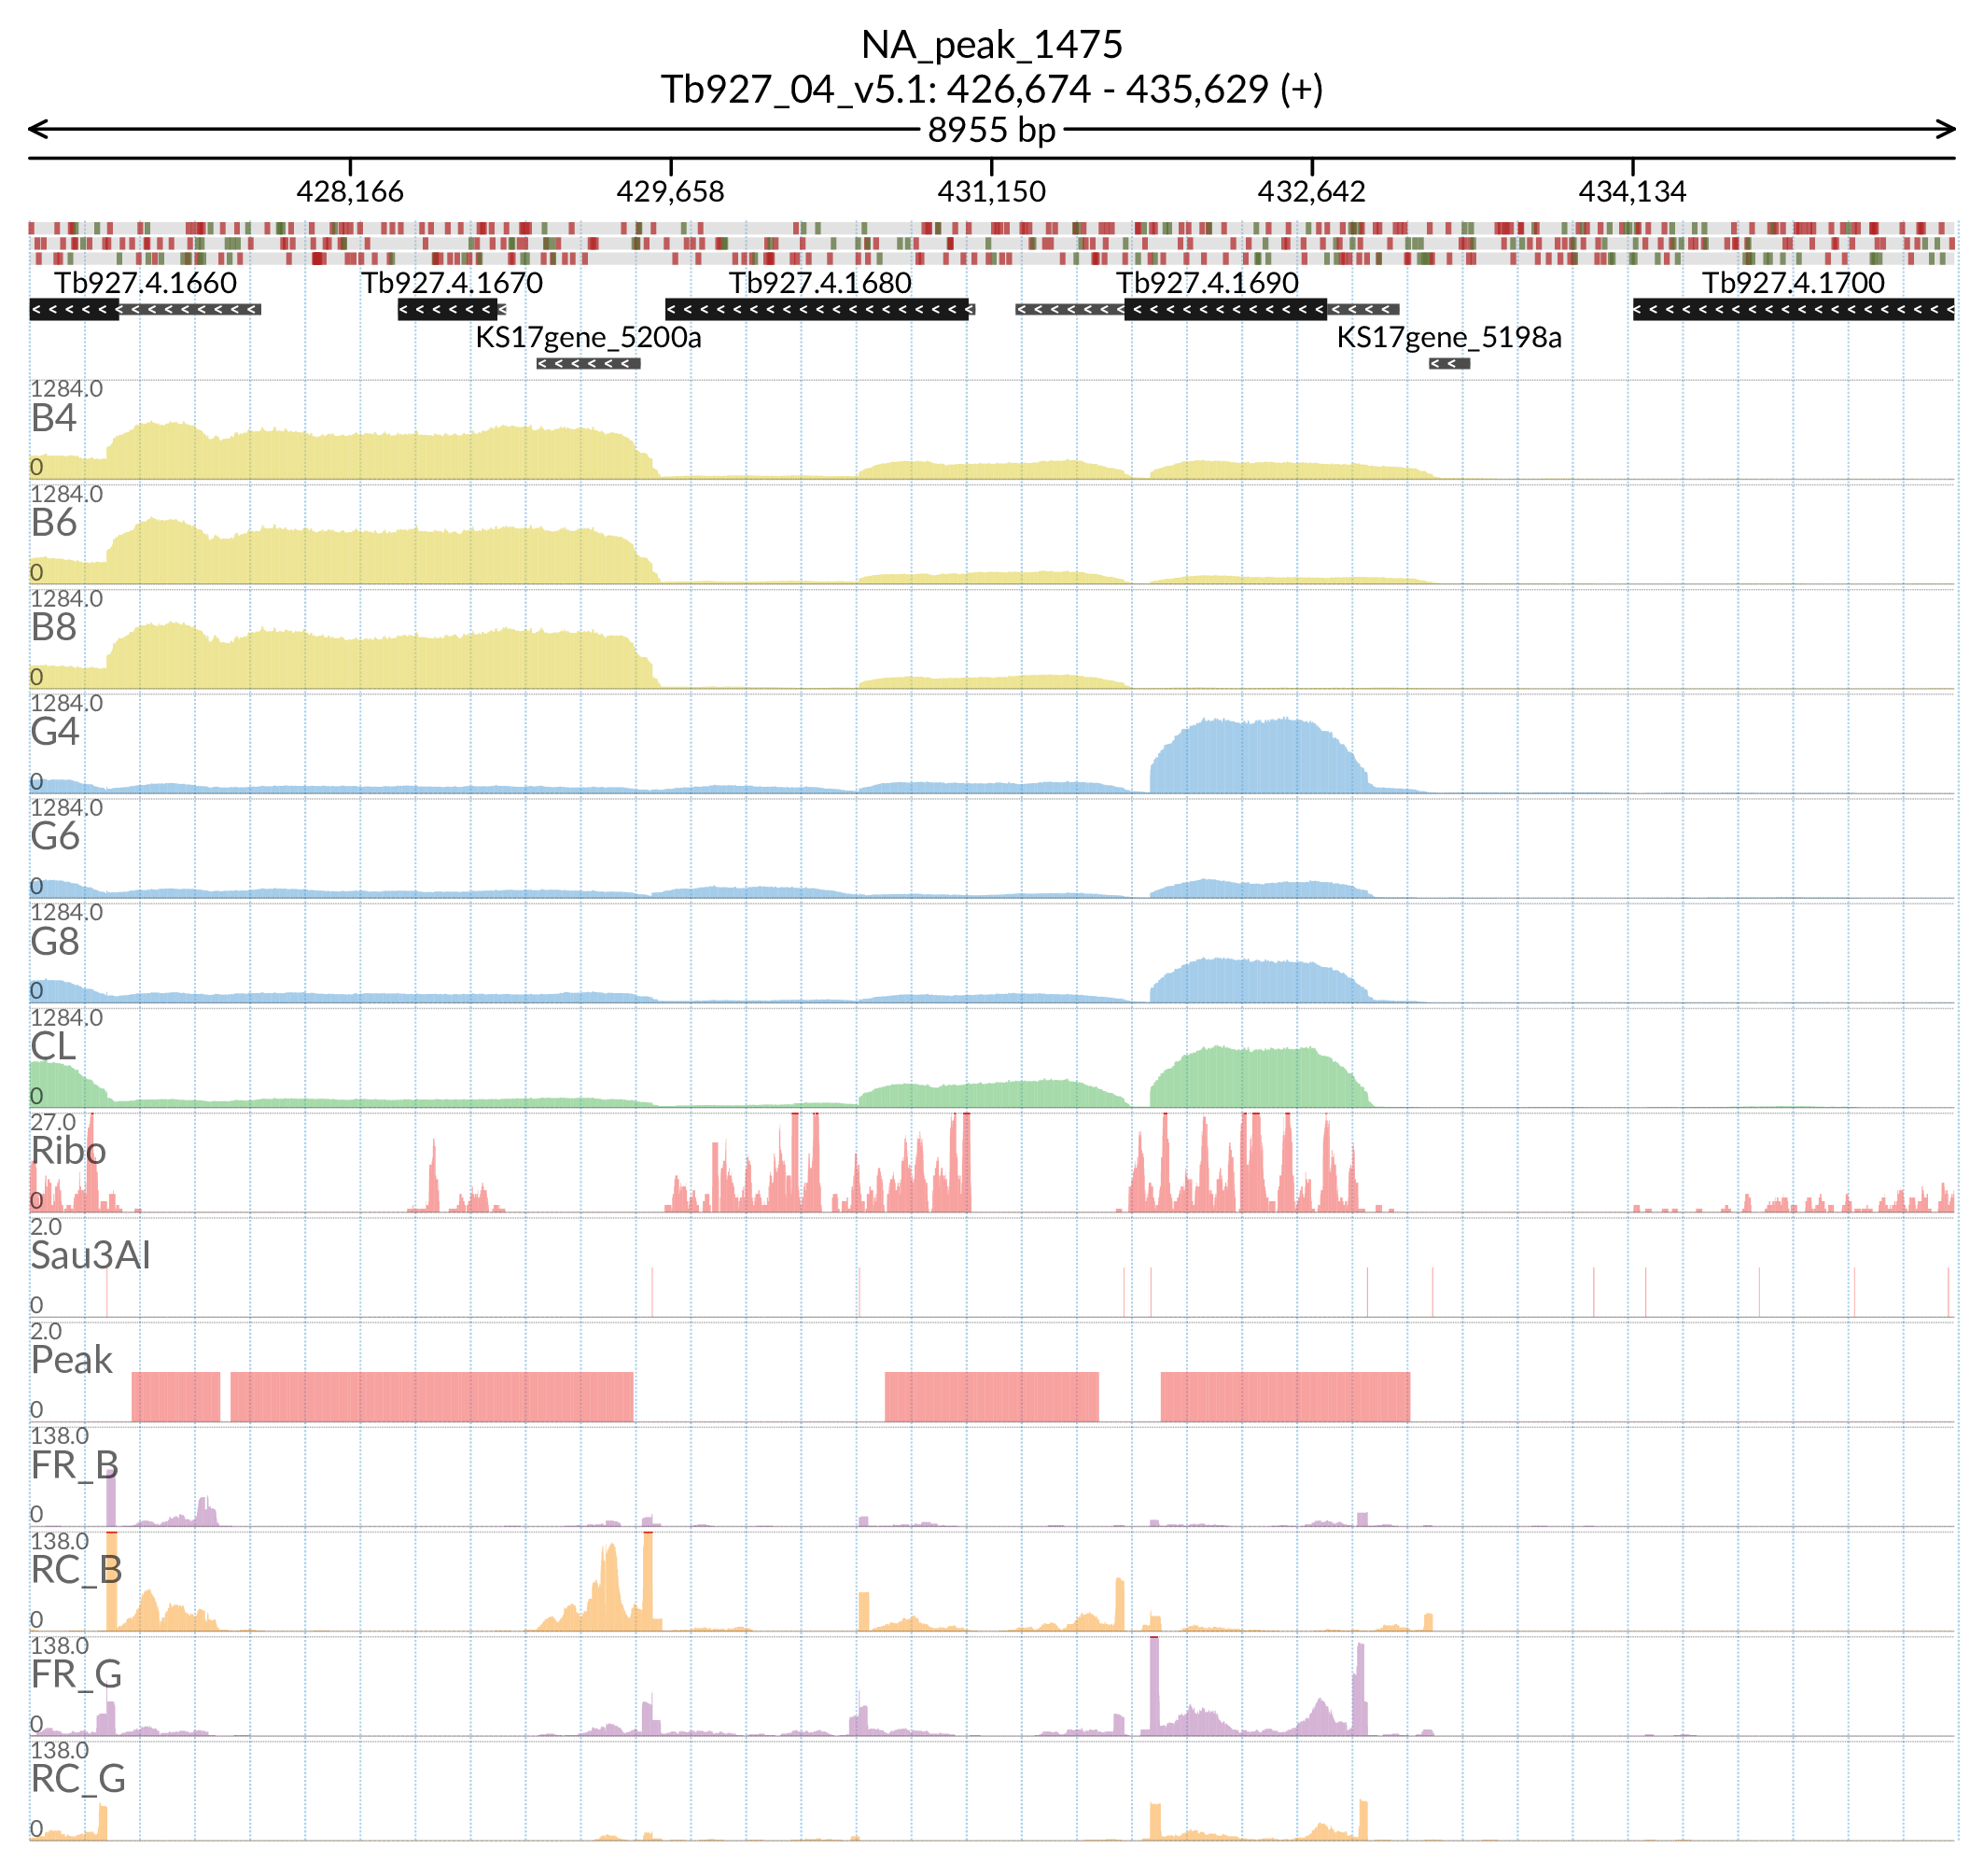 NA_peak_1475
Tb927_04_v5.1: 426,674 - 435,629 (+)
8955 bp
428,166 429,658 431,150 432,642 434,134
Tb927.4.1660 Tb927.4.1670 Tb927.4.1680 Tb927.4.1690 Tb927.4.1700
KS17gene_5200a KS17gene_5198a
1284.0
B4
0
1284.0
B6
0
1284.0
B8
0
1284.0
G4
0
1284.0
G6
0
1284.0
G8
0
1284.0
CL
0
27.0
Ribo
0
2.0
Sau3AI
0
2.0
Peak
0
138.0
FR_B
0
138.0
RC_B
0
138.0
FR_G
0
138.0
RC_G
0